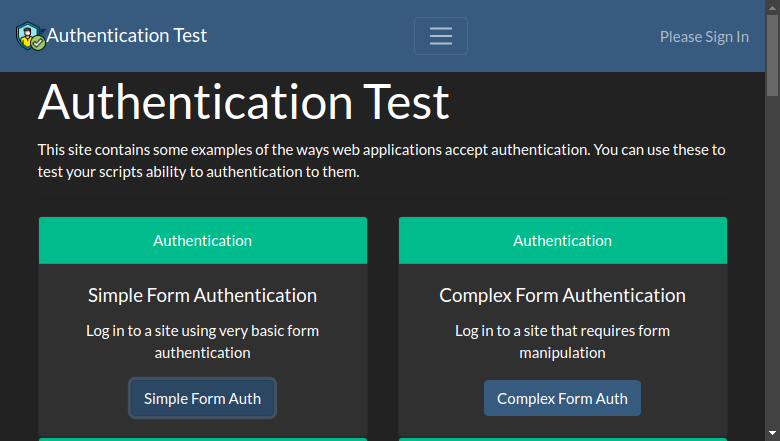 Authentication Test
Please Sign In
Authentication Test
This site contains some examples of the ways web applications accept authentication. You can use these to
test your scripts ability to authentication to them.
Authentication
Simple Form Authentication
Log in to a site using very basic form
authentication
Simple Form Auth
Authentication
Complex Form Authentication
Log in to a site that requires form
manipulation
Complex Form Auth